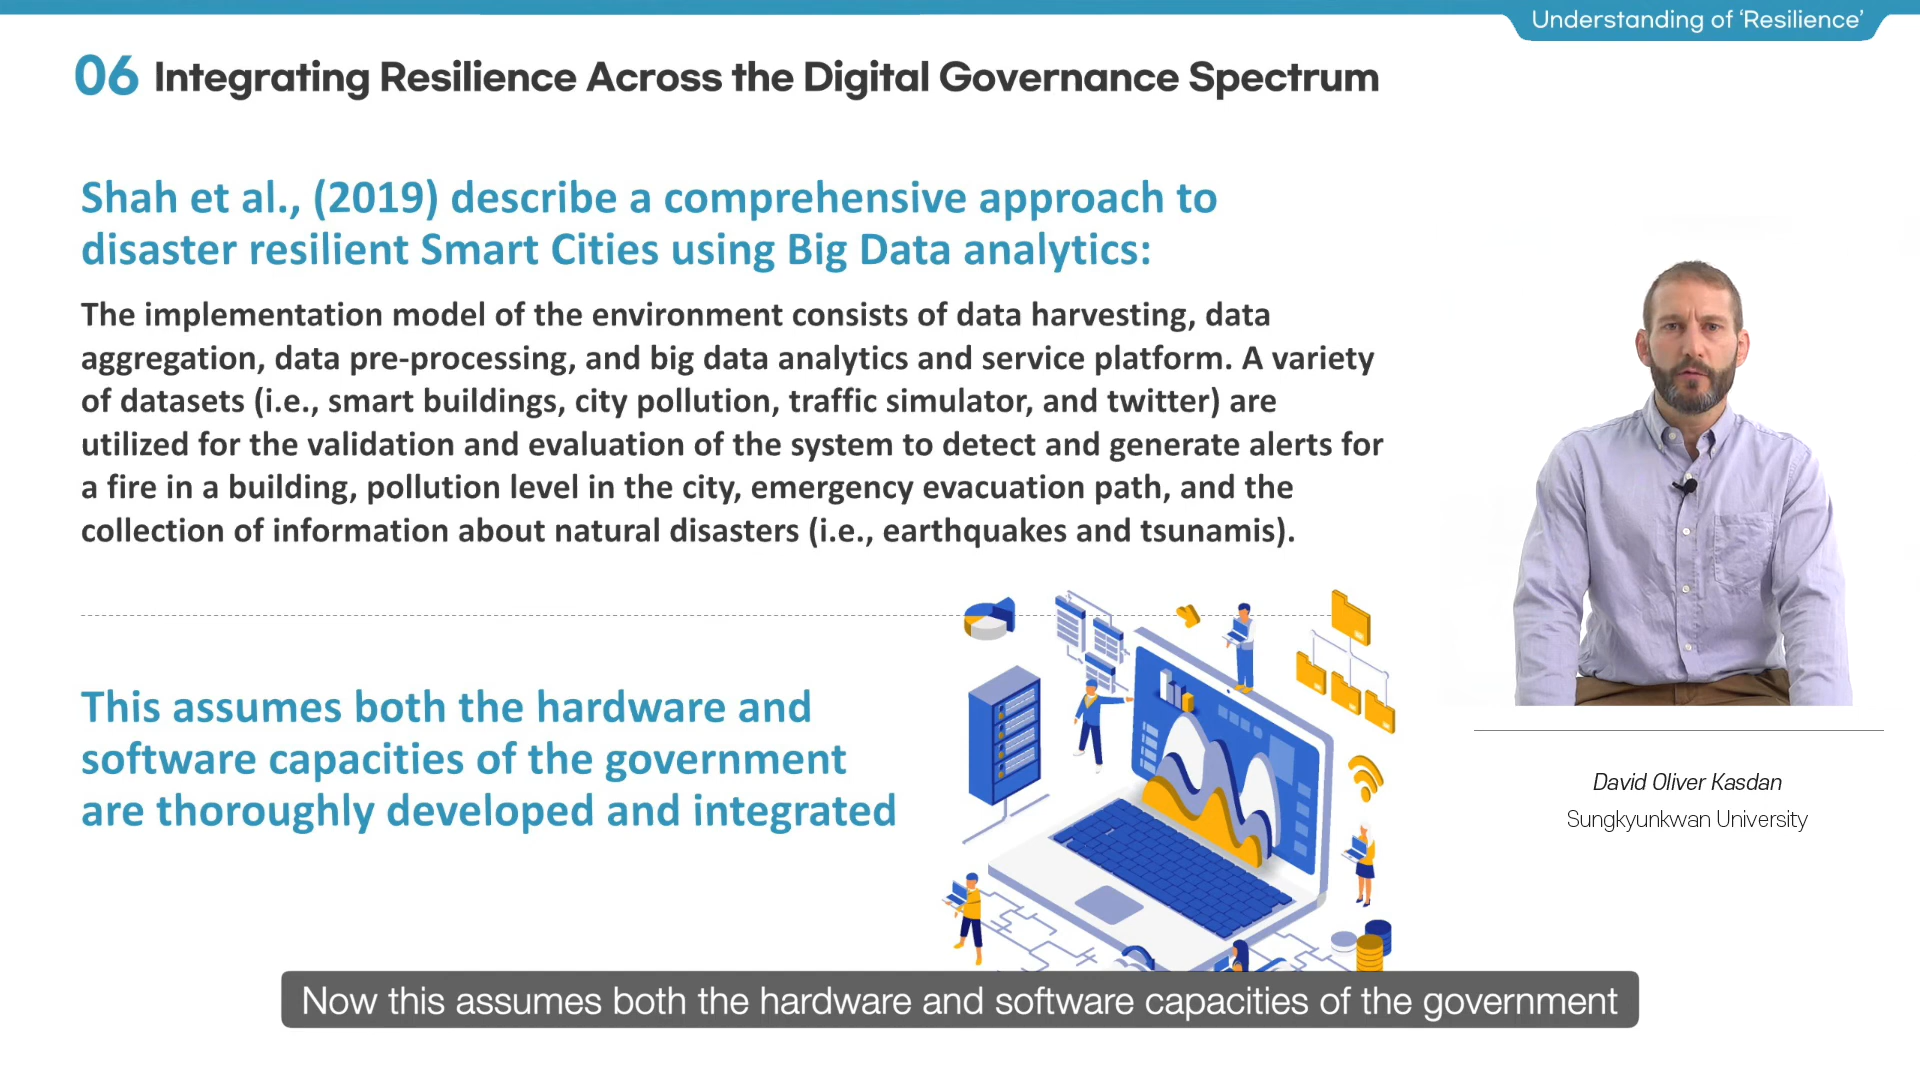 Understanding of ‘Resilience’
06 Integrating Resilience Across the Digital Governance Spectrum
Shah et al., (2019) describe a comprehensive approach to
disaster resilient Smart Cities using Big Data analytics:
The implementation model of the environment consists of data harvesting, data
aggregation, data pre-processing, and big data analytics and service platform. A variety
of datasets (i.e., smart buildings, city pollution, traffic simulator, and twitter) are
utilized for the validation and evaluation of the system to detect and generate alerts for
a fire in a building, pollution level in the city, emergency evacuation path, and the
collection of information about natural disasters (i.e., earthquakes and tsunamis).
This assumes both the hardware and
software capacities of the government
are thoroughly developed and integrated
David Oliver Kasdan
Sungkyunkwan University
Now this assumes both the hardware and software capacities of the government